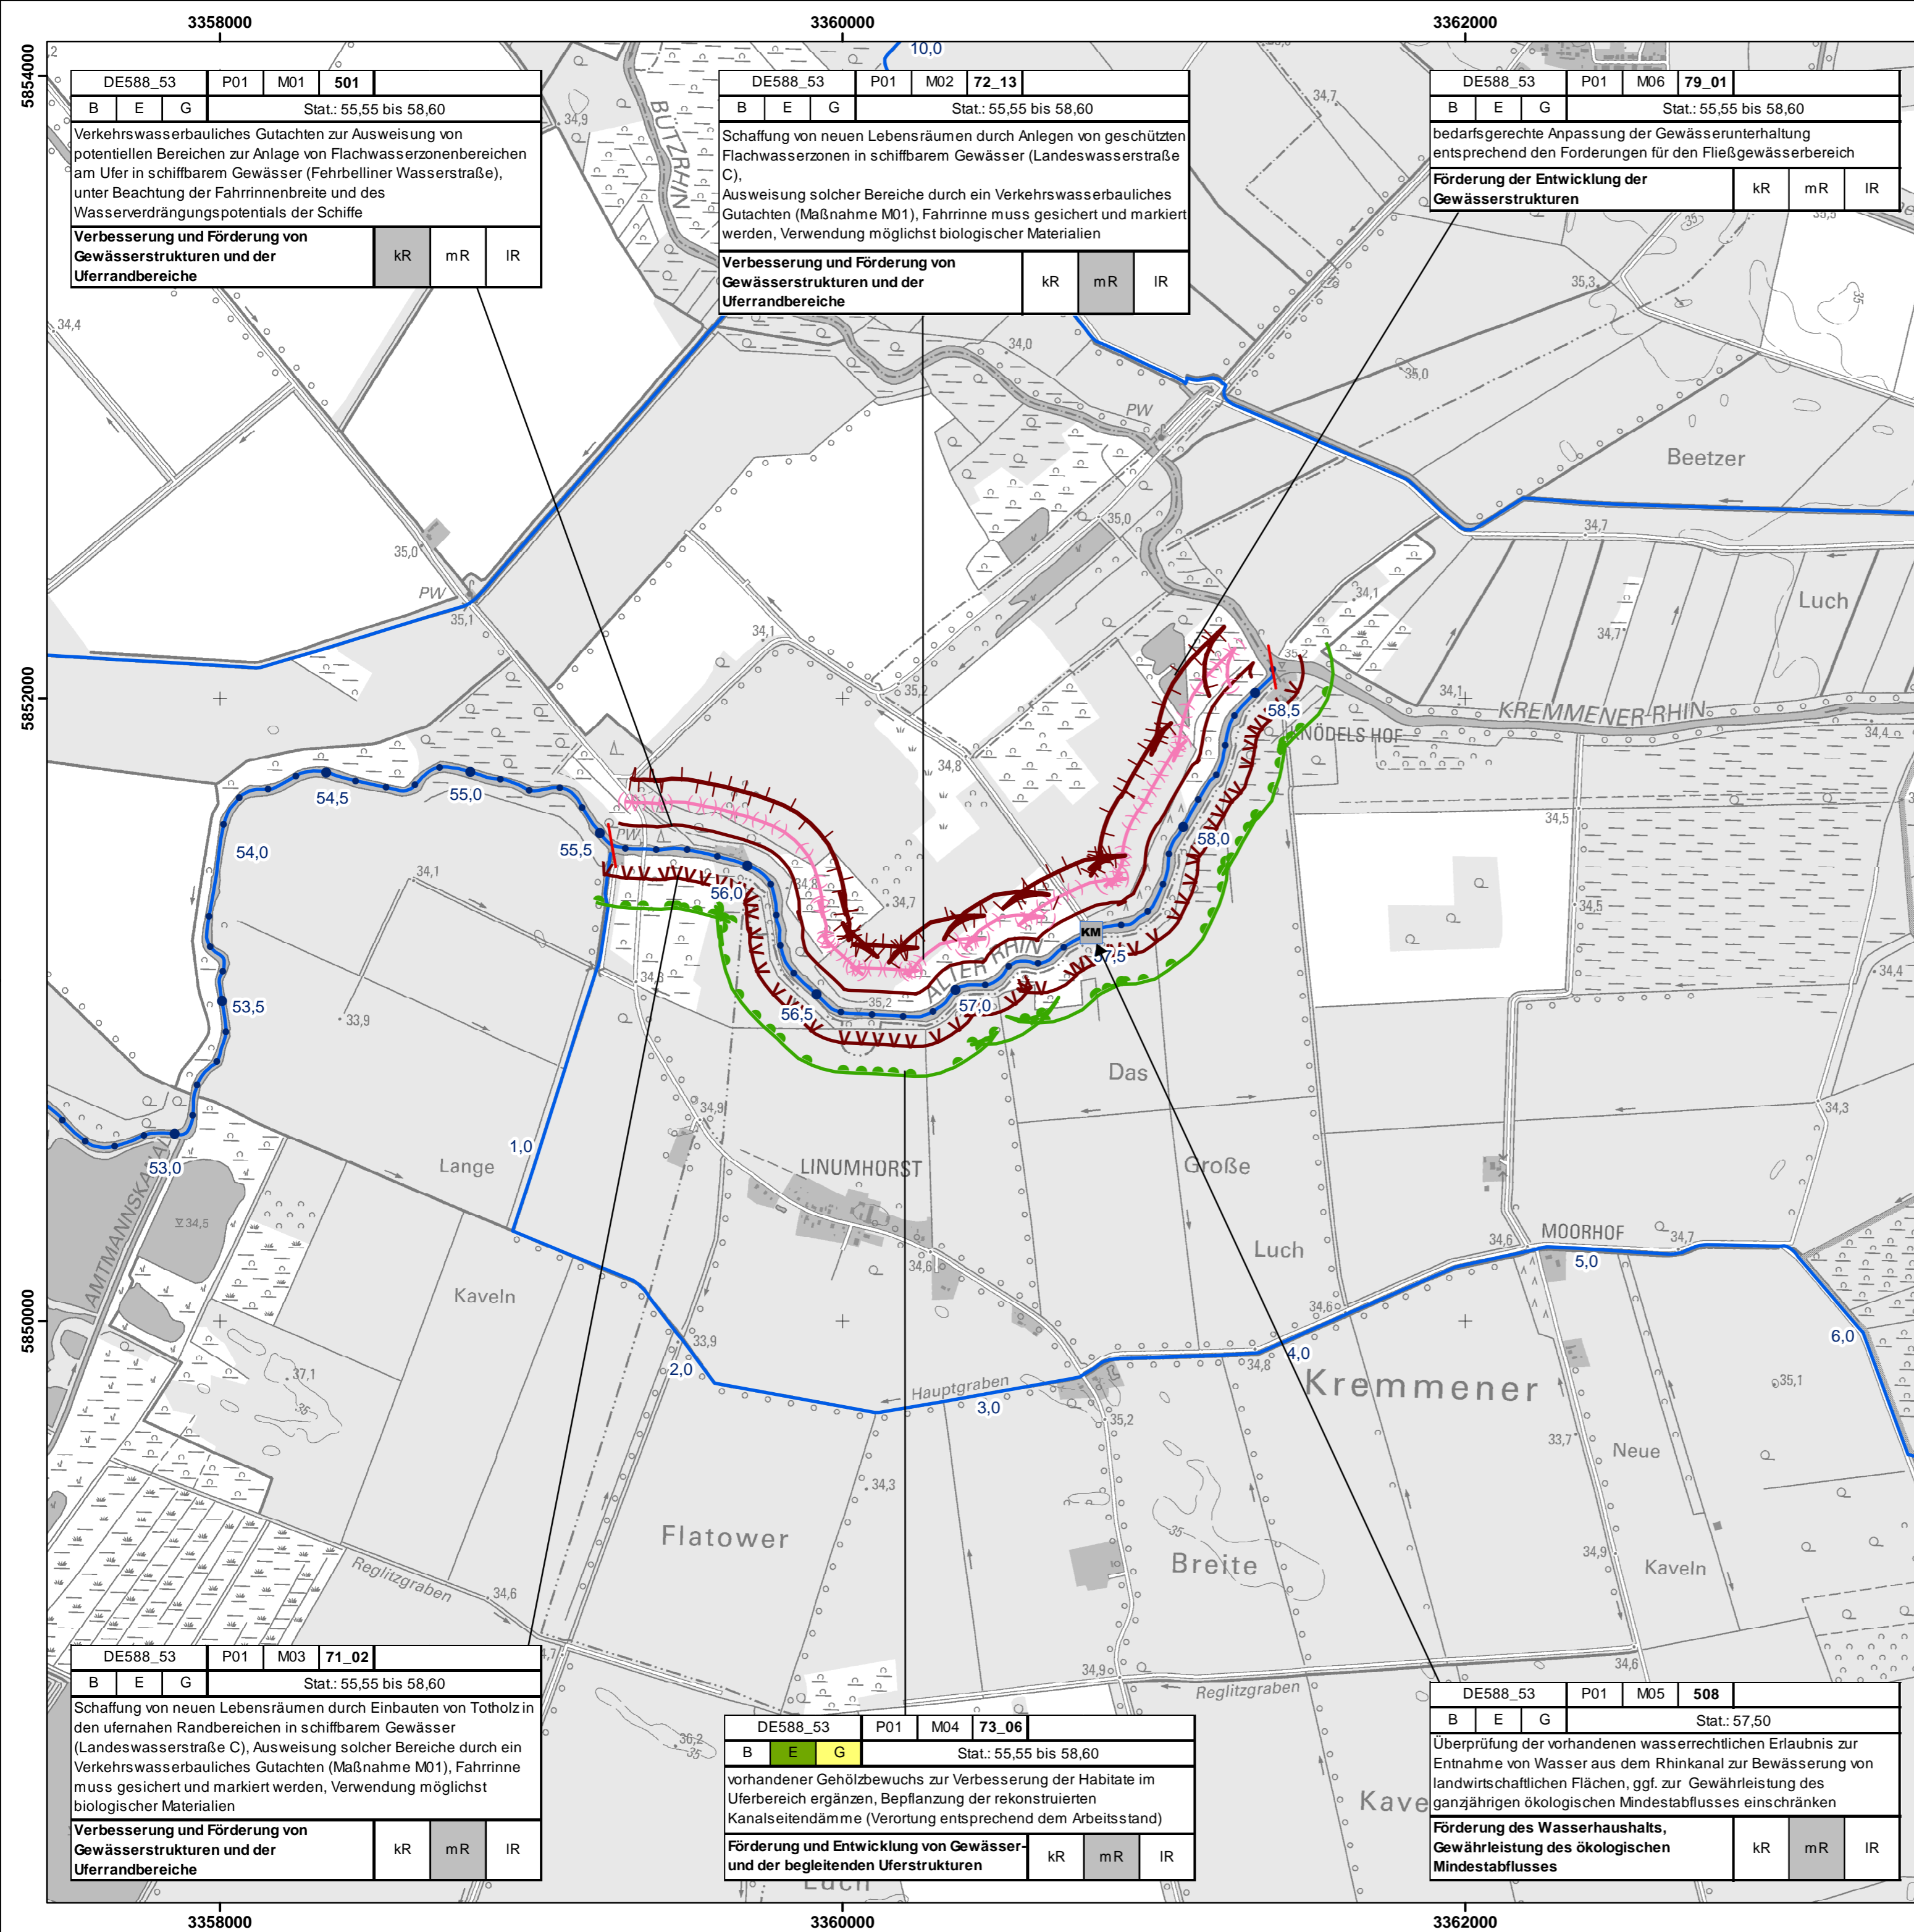 3358000
3360000
3362000
5854000
5852000
5850000
DE588_53 P01 M01 501
B E G Stat.: 55,55 bis 58,60
Verkehrswasserbauliches Gutachten zur Ausweisung von
potentiellen Bereichen zur Anlage von Flachwasserzonenbereichen
am Ufer in schiffbarem Gewässer (Fehrbelliner Wasserstraße),
unter Beachtung der Fahrrinnenbreite und des
Wasserverdrängungspotentials der Schiffe
Verbesserung und Förderung von
Gewässerstrukturen und der
Uferrandbereiche
kR mR lR
DE588_53 P01 M02 72_13
B E G Stat.: 55,55 bis 58,60
Schaffung von neuen Lebensräumen durch Anlegen von geschützten
Flachwasserzonen in schiffbarem Gewässer (Landeswasserstraße
C),
Ausweisung solcher Bereiche durch ein Verkehrswasserbauliches
Gutachten (Maßnahme M01), Fahrrinne muss gesichert und markiert
werden, Verwendung möglichst biologischer Materialien
Verbesserung und Förderung von
Gewässerstrukturen und der
Uferrandbereiche
kR mR lR
DE588_53 P01 M06 79_01
B E G Stat.: 55,55 bis 58,60
bedarfsgerechte Anpassung der Gewässerunterhaltung
entsprechend den Forderungen für den Fließgewässerbereich
Förderung der Entwicklung der
Gewässerstrukturen
kR mR lR
10,0
BÜTZRHIN
34,9
34,7
35
35,5
35,3
35
34,4
34,0
35,0
PW
Beetzer
35,0
35,0
34,7
PW
35,1
34,1
34,1
Luch
34,7
35,2
35,2
34,1
58,5
KREMMENER-RHIN
KNÖDELS HOF
34,4
34,8
54,5
55,0
54,0
55,5
PW
58,0
34,5
34,1
34,8
56,0
34,7
34,5
KM
57,5
ALTER RHIN
34,4
34,3
53,5
33,9
35,2
56,5
57,0
Das
34,9
34,3
1,0
53,0
Lange
LINUMHORST
Große
AMTMANNSKANAL
34,5
MOORHOF
34,6
34,7
Luch
5,0
34,6
Kaveln
34,6
33,9
6,0
2,0
34,8
4,0
37,1
35
Hauptgraben
3,0
Kremmener
35,1
35,2
33,7
Neue
34,3
Flatower
35
Breite
34,9
Kaveln
Reglitzgraben
34,6
34,9
34,6
Reglitzgraben
36,2
35
DE588_53 P01 M03 71_02
B E G Stat.: 55,55 bis 58,60
Schaffung von neuen Lebensräumen durch Einbauten von Totholz in
den ufernahen Randbereichen in schiffbarem Gewässer
(Landeswasserstraße C), Ausweisung solcher Bereiche durch ein
Verkehrswasserbauliches Gutachten (Maßnahme M01), Fahrrinne
muss gesichert und markiert werden, Verwendung möglichst
biologischer Materialien
Verbesserung und Förderung von
Gewässerstrukturen und der
Uferrandbereiche
kR mR lR
DE588_53 P01 M04 73_06
B E G Stat.: 55,55 bis 58,60
vorhandener Gehölzbewuchs zur Verbesserung der Habitate im
Uferbereich ergänzen, Bepflanzung der rekonstruierten
Kanalseitendämme (Verortung entsprechend dem Arbeitsstand)
Förderung und Entwicklung von Gewässer-
und der begleitenden Uferstrukturen
kR mR lR
Luch
Kave
DE588_53 P01 M05 508
B E G Stat.: 57,50
Überprüfung der vorhandenen wasserrechtlichen Erlaubnis zur
Entnahme von Wasser aus dem Rhinkanal zur Bewässerung von
landwirtschaftlichen Flächen, ggf. zur Gewährleistung des
ganzjährigen ökologischen Mindestabflusses einschränken
Förderung des Wasserhaushalts,
Gewährleistung des ökologischen
Mindestabflusses
kR mR lR
3358000
3360000
3362000